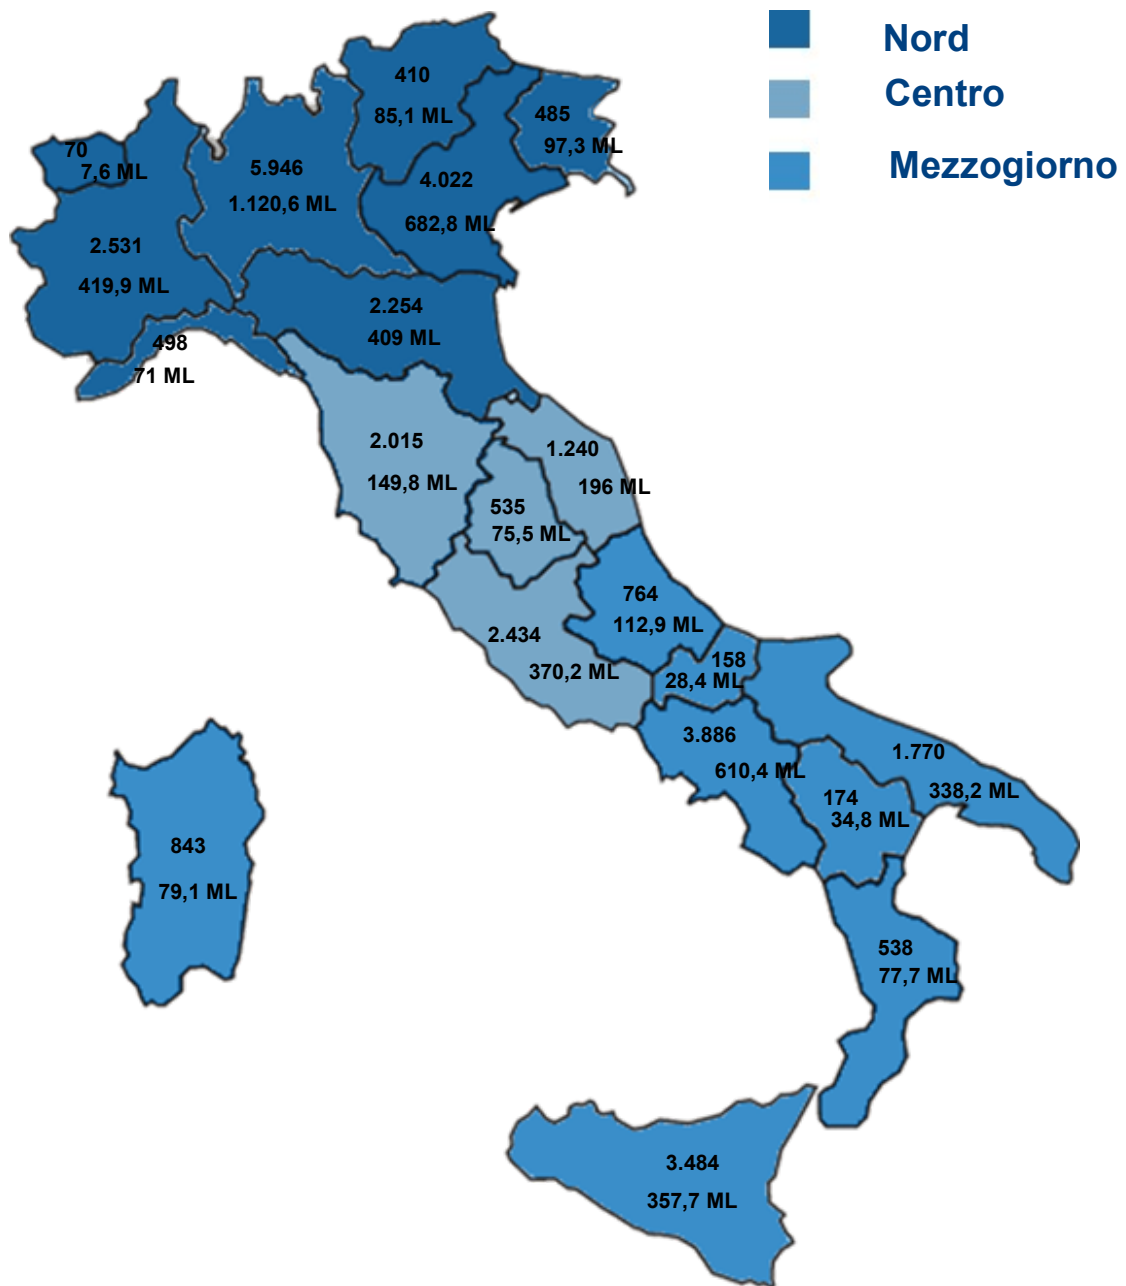 Nord
Centro
Mezzogiorno
410
85,1 ML
485
97,3 ML
70
7,6 ML
5.946
1.120,6 ML
4.022
682,8 ML
2.531
419,9 ML
2.254
409 ML
498
71 ML
2.015
149,8 ML
1.240
196 ML
535
75,5 ML
764
112,9 ML
2.434
370,2 ML
158
28,4 ML
3.886
610,4 ML
1.770
338,2 ML
174
34,8 ML
843
79,1 ML
538
77,7 ML
3.484
357,7 ML